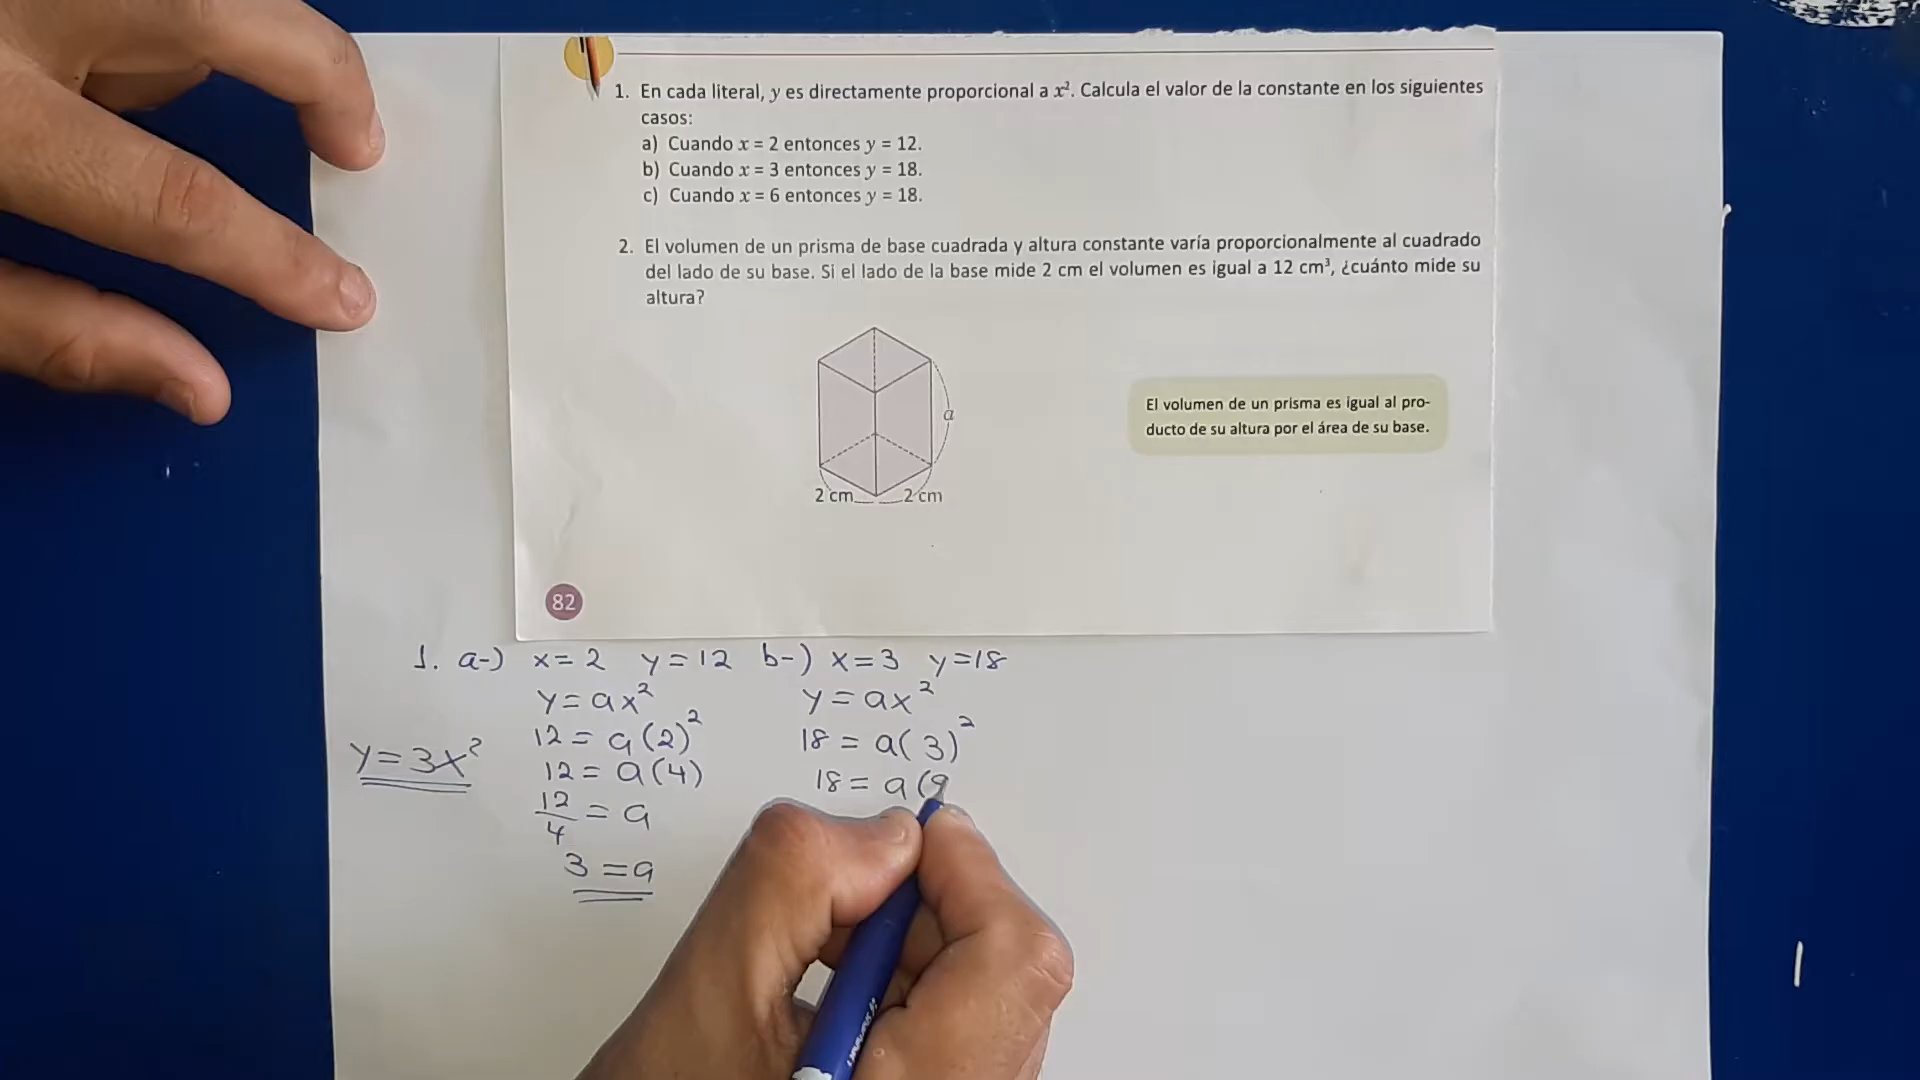 1. En cada literal, y es directamente proporcional a x². Calcula el valor de la constante en los siguientes
casos:
a) Cuando x = 2 entonces y = 12.
b) Cuando x = 3 entonces y = 18.
c) Cuando x = 6 entonces y = 18.
2. El volumen de un prisma de base cuadrada y altura constante varía proporcionalmente al cuadrado
del lado de su base. Si el lado de la base mide 2 cm el volumen es igual a 12 cm³, ¿cuánto mide su
altura?
a
2 cm 2 cm
El volumen de un prisma es igual al pro-
ducto de su altura por el área de su base.
82
1. a-) x = 2 y = 12
y = ax²
12 = a(2)²
12 = a(4)
12/4 = a
3 = a
y = 3x²
b-) x = 3 y = 18
y = ax²
18 = a(3)²
18 = a(9